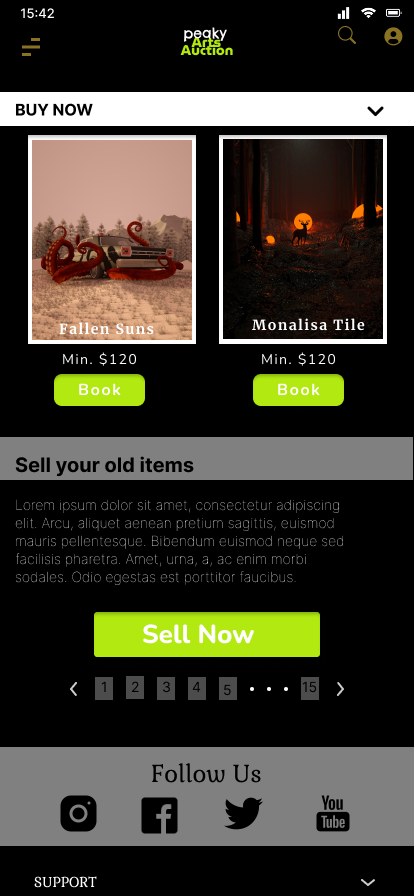 15:42
peaky
Arts
Auction
BUY NOW
Fallen Suns
Monalisa Tile
Min. $120
Min. $120
Book
Book
Sell your old items
Lorem ipsum dolor sit amet, consectetur adipiscing
elit. Arcu, aliquet aenean pretium sagittis, euismod
mauris pellentesque. Bibendum euismod neque sed
facilisis pharetra. Amet, urna, a, ac enim morbi
sodales. Odio egestas est porttitor faucibus.
Sell Now
1 2 3 4 5 • • • 15
Follow Us
You
Tube
SUPPORT